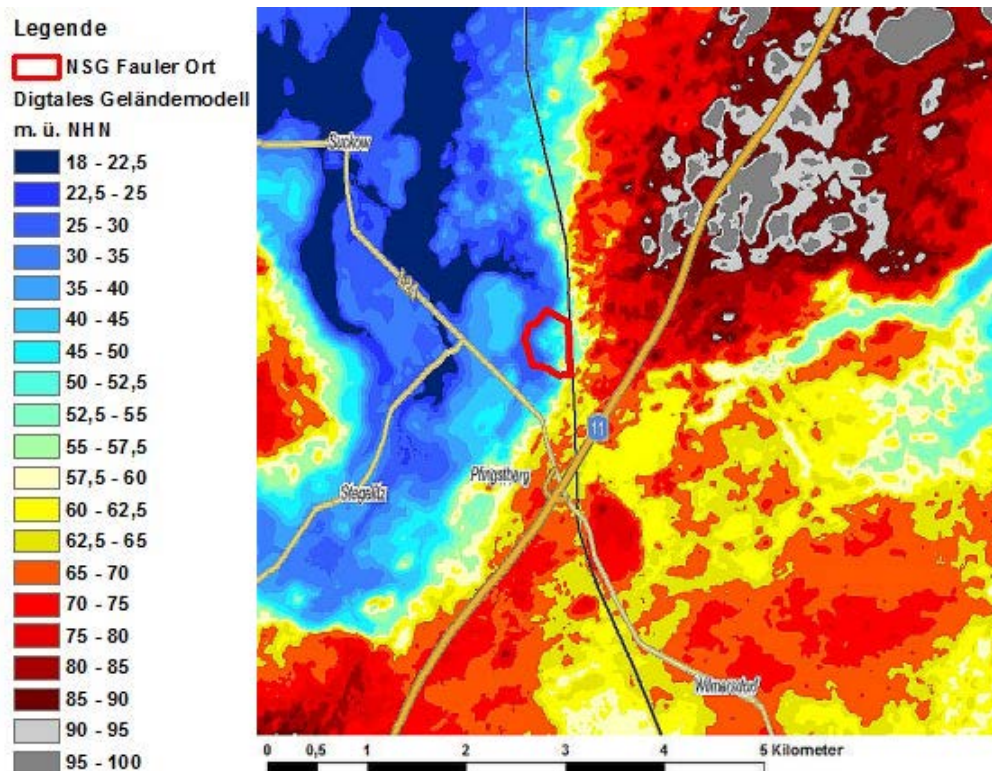 Legende
NSG Fauler Ort
Digtales Geländemodell
m. ü. NHN
18 - 22,5
22,5 - 25
25 - 30
30 - 35
35 - 40
40 - 45
45 - 50
50 - 52,5
52,5 - 55
55 - 57,5
57,5 - 60
60 - 62,5
62,5 - 65
65 - 70
70 - 75
75 - 80
80 - 85
85 - 90
90 - 95
95 - 100
Suckow
L24
11
Pfingstberg
Stegelitz
Wilmersdorf
0 0,5 1 2 3 4 5 Kilometer